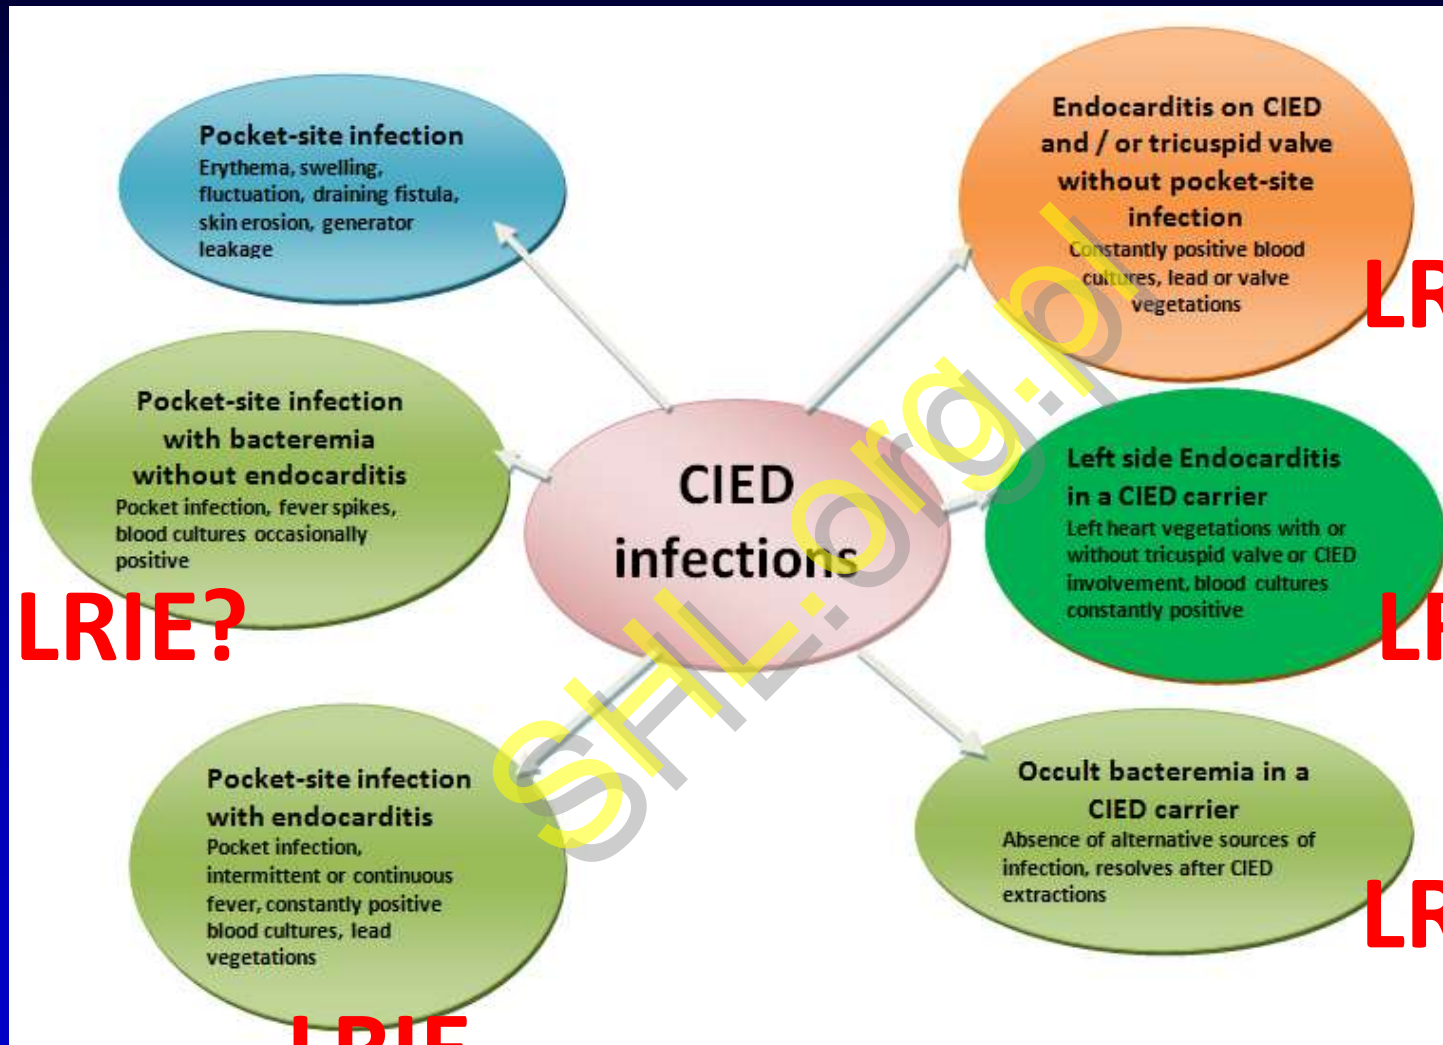 Pocket-site infection
Erythema, swelling,
fluctuation, draining fistula,
skin erosion, generator
leakage
Endocarditis on CIED
and / or tricuspid valve
without pocket-site
infection
Constantly positive blood
cultures, lead or valve
vegetations
LR
Pocket-site infection
with bacteremia
without endocarditis
Pocket infection, fever spikes,
blood cultures occasionally
positive
LRIE?
CIED
infections
Left side Endocarditis
in a CIED carrier
Left heart vegetations with or
without tricuspid valve or CIED
involvement, blood cultures
constantly positive
LR
Pocket-site infection
with endocarditis
Pocket infection,
intermittent or continuous
fever, constantly positive
blood cultures, lead
vegetations
LRIE
Occult bacteremia in a
CIED carrier
Absence of alternative sources of
infection, resolves after CIED
extractions
LR
SHL.org.pl